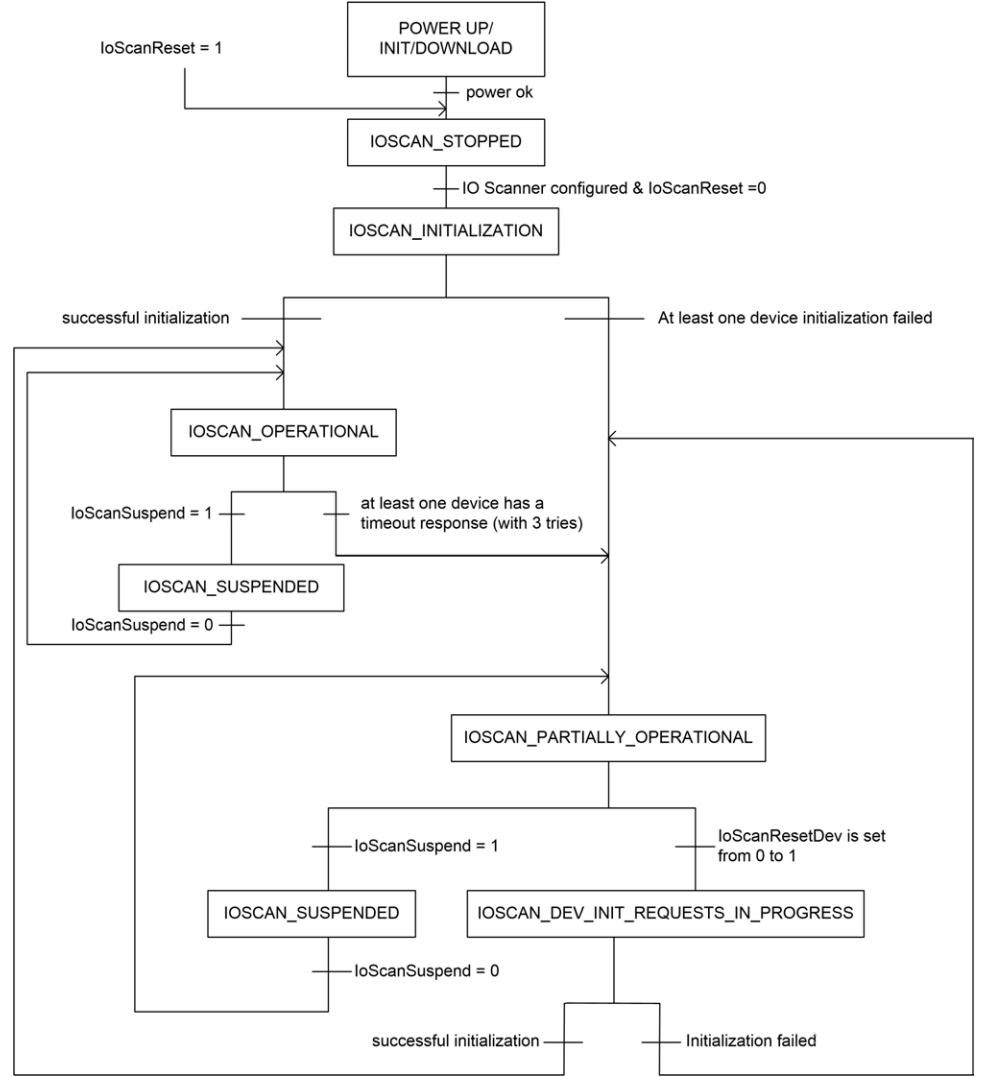 POWER UP/
INIT/DOWNLOAD
IoScanReset = 1
power ok
IOSCAN_STOPPED
IO Scanner configured & IoScanReset =0
IOSCAN_INITIALIZATION
successful initialization
At least one device initialization failed
IOSCAN_OPERATIONAL
IoScanSuspend = 1
at least one device has a
timeout response (with 3 tries)
IOSCAN_SUSPENDED
IoScanSuspend = 0
IOSCAN_PARTIALLY_OPERATIONAL
IoScanSuspend = 1
IoScanResetDev is set
from 0 to 1
IOSCAN_SUSPENDED
IOSCAN_DEV_INIT_REQUESTS_IN_PROGRESS
IoScanSuspend = 0
successful initialization
Initialization failed